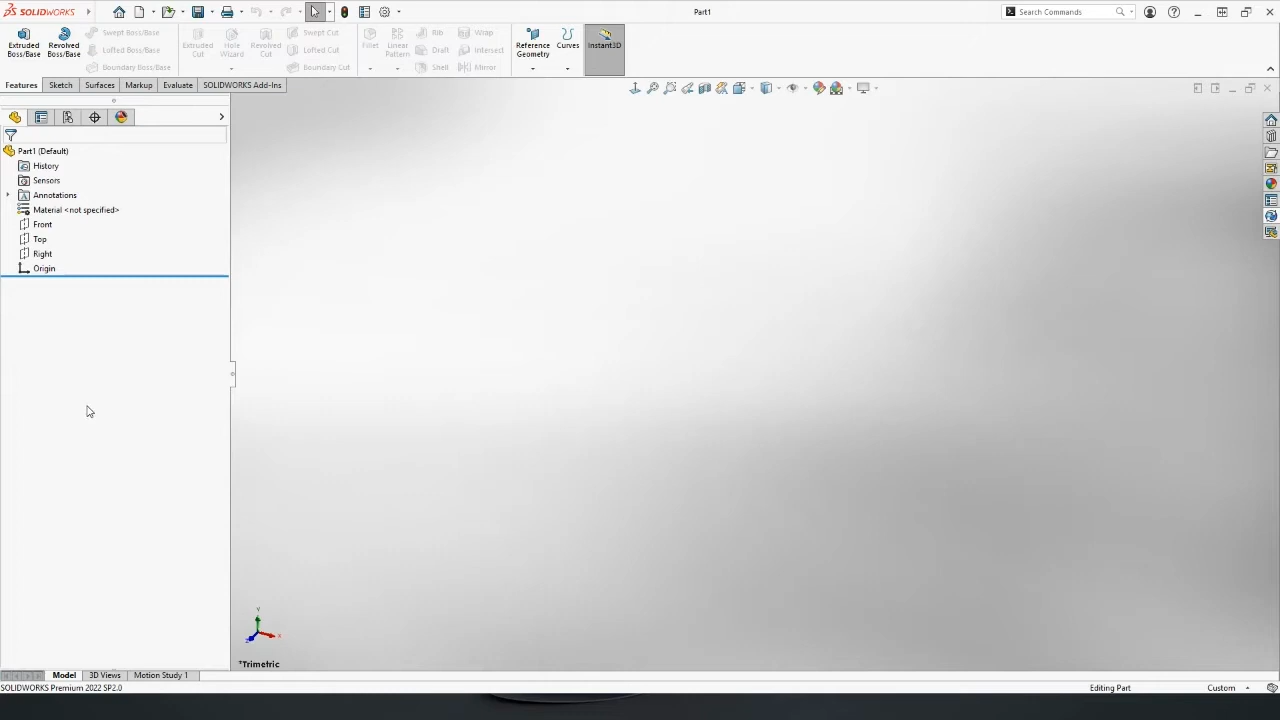 SOLIDWORKS
Part1
Search Commands
Extruded Boss/Base
Revolved Boss/Base
Swept Boss/Base
Lofted Boss/Base
Boundary Boss/Base
Extruded Cut
Hole Wizard
Revolved Cut
Swept Cut
Lofted Cut
Boundary Cut
Fillet
Linear Pattern
Rib
Draft
Shell
Wrap
Intersect
Mirror
Reference Geometry
Curves
Instant3D
Features
Sketch
Surfaces
Markup
Evaluate
SOLIDWORKS Add-Ins
Part1 (Default)
History
Sensors
Annotations
Material <not specified>
Front
Top
Right
Origin
Y
X
Z
*Trimetric
Model
3D Views
Motion Study 1
SOLIDWORKS Premium 2022 SP2.0
Editing Part
Custom